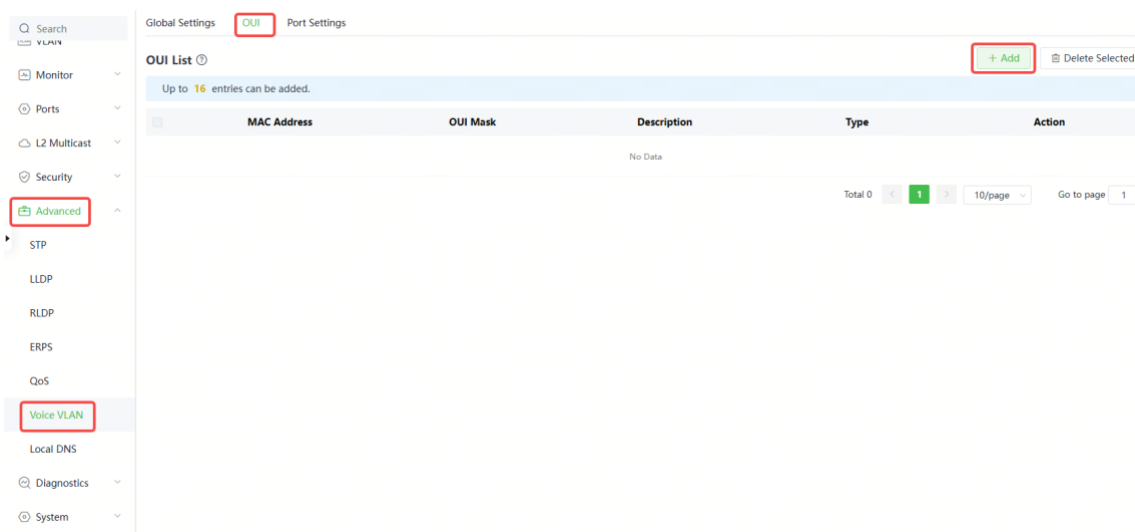 Search
Global Settings OUI Port Settings
VLAN
OUI List
+ Add Delete Selected
Monitor
Up to 16 entries can be added.
Ports
MAC Address OUI Mask Description Type Action
L2 Multicast
No Data
Security
Total 0 < 1 > 10/page Go to page 1
Advanced
STP
LLDP
RLDP
ERPS
QoS
Voice VLAN
Local DNS
Diagnostics
System